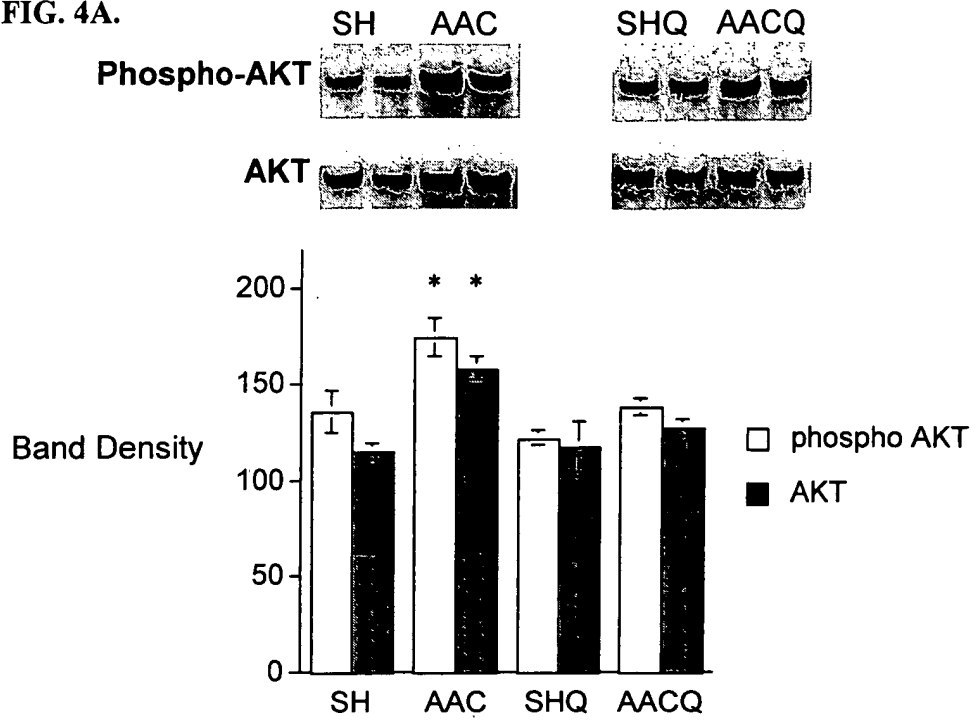 FIG. 4A.
SH AAC SHQ AACQ
Phospho-AKT
AKT
* *
200
150
100
50
0
Band Density
phospho AKT
AKT
SH AAC SHQ AACQ